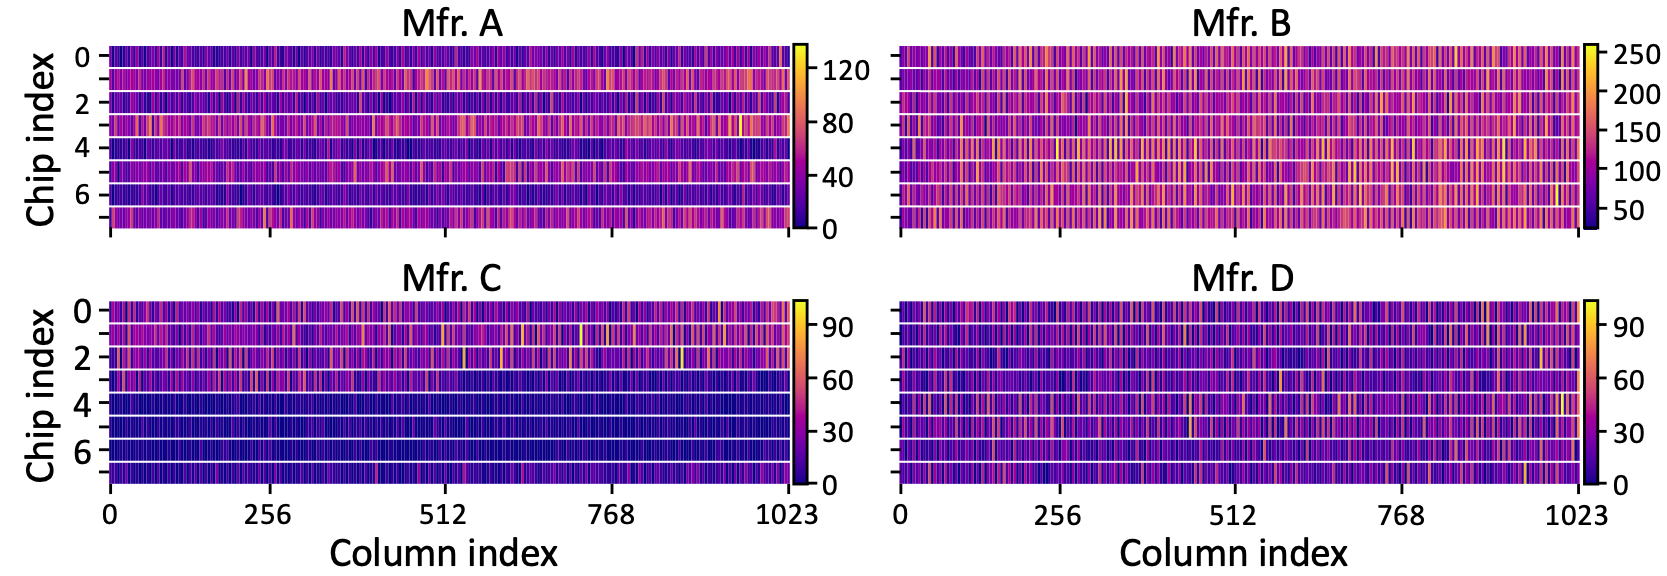 Mfr. A
Mfr. B
Chip index
0
2
4
6
120
80
40
0
250
200
150
100
50
Mfr. C
Mfr. D
Chip index
0
2
4
6
90
60
30
0
90
60
30
0
0 256 512 768 1023
0 256 512 768 1023
Column index
Column index